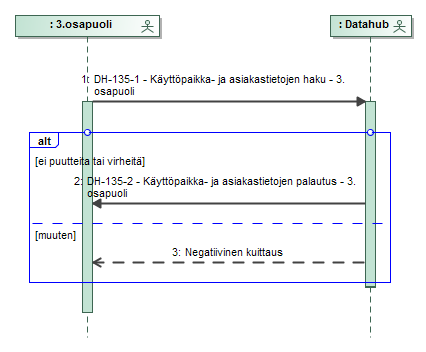 : 3.osapuoli
: Datahub
1: DH-135-1 - Käyttöpaikka- ja asiakastietojen haku - 3.
osapuoli
alt
[ei puutteita tai virheitä]
2: DH-135-2 - Käyttöpaikka- ja asiakastietojen palautus - 3.
osapuoli
[muuten]
3: Negatiivinen kuittaus